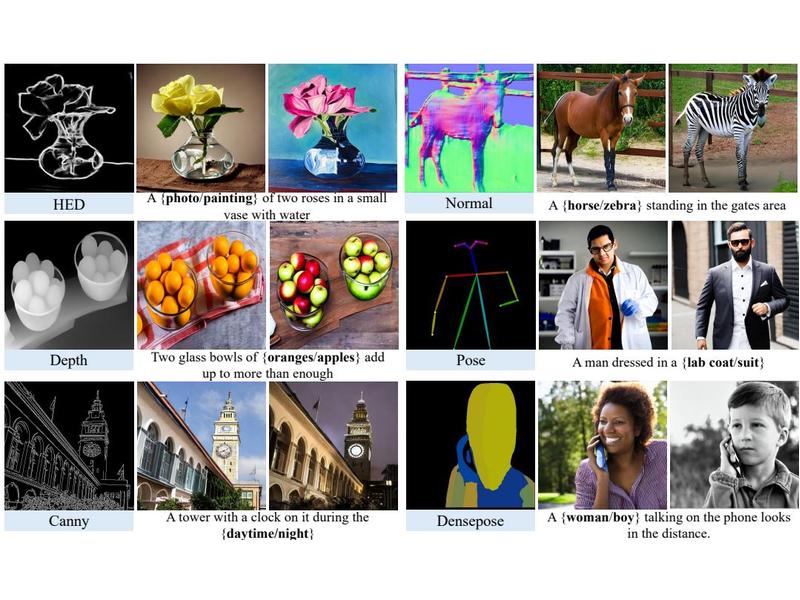 HED
A {photo/painting} of two roses in a small
vase with water
Normal
A {horse/zebra} standing in the gates area
Depth
Two glass bowls of {oranges/apples} add
up to more than enough
Pose
A man dressed in a {lab coat/suit}
Canny
A tower with a clock on it during the
{daytime/night}
Densepose
A {woman/boy} talking on the phone looks
in the distance.